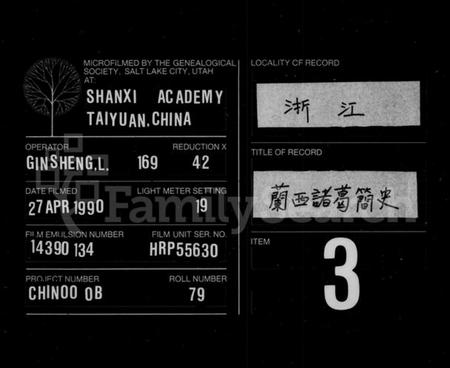 MICROFILMED BY THE GENEALOGICAL
SOCIETY, SALT LAKE CITY, UTAH
AT:
SHANXI ACADEMY
TAIYUAN.CHINA
OPERATOR REDUCTION X
GINSHENG,L. 169 42
DATE FILMED LIGHT METER SETTING
27 APR 1990 19
FILM EMULSION NUMBER FILM UNIT SER. NO.
14390 134 HRP55630
PROJECT NUMBER ROLL NUMBER
CHINOO OB 79
LOCALITY OF RECORD
浙江
TITLE OF RECORD
蘭西諸葛簡史
ITEM
3
FamilySearch